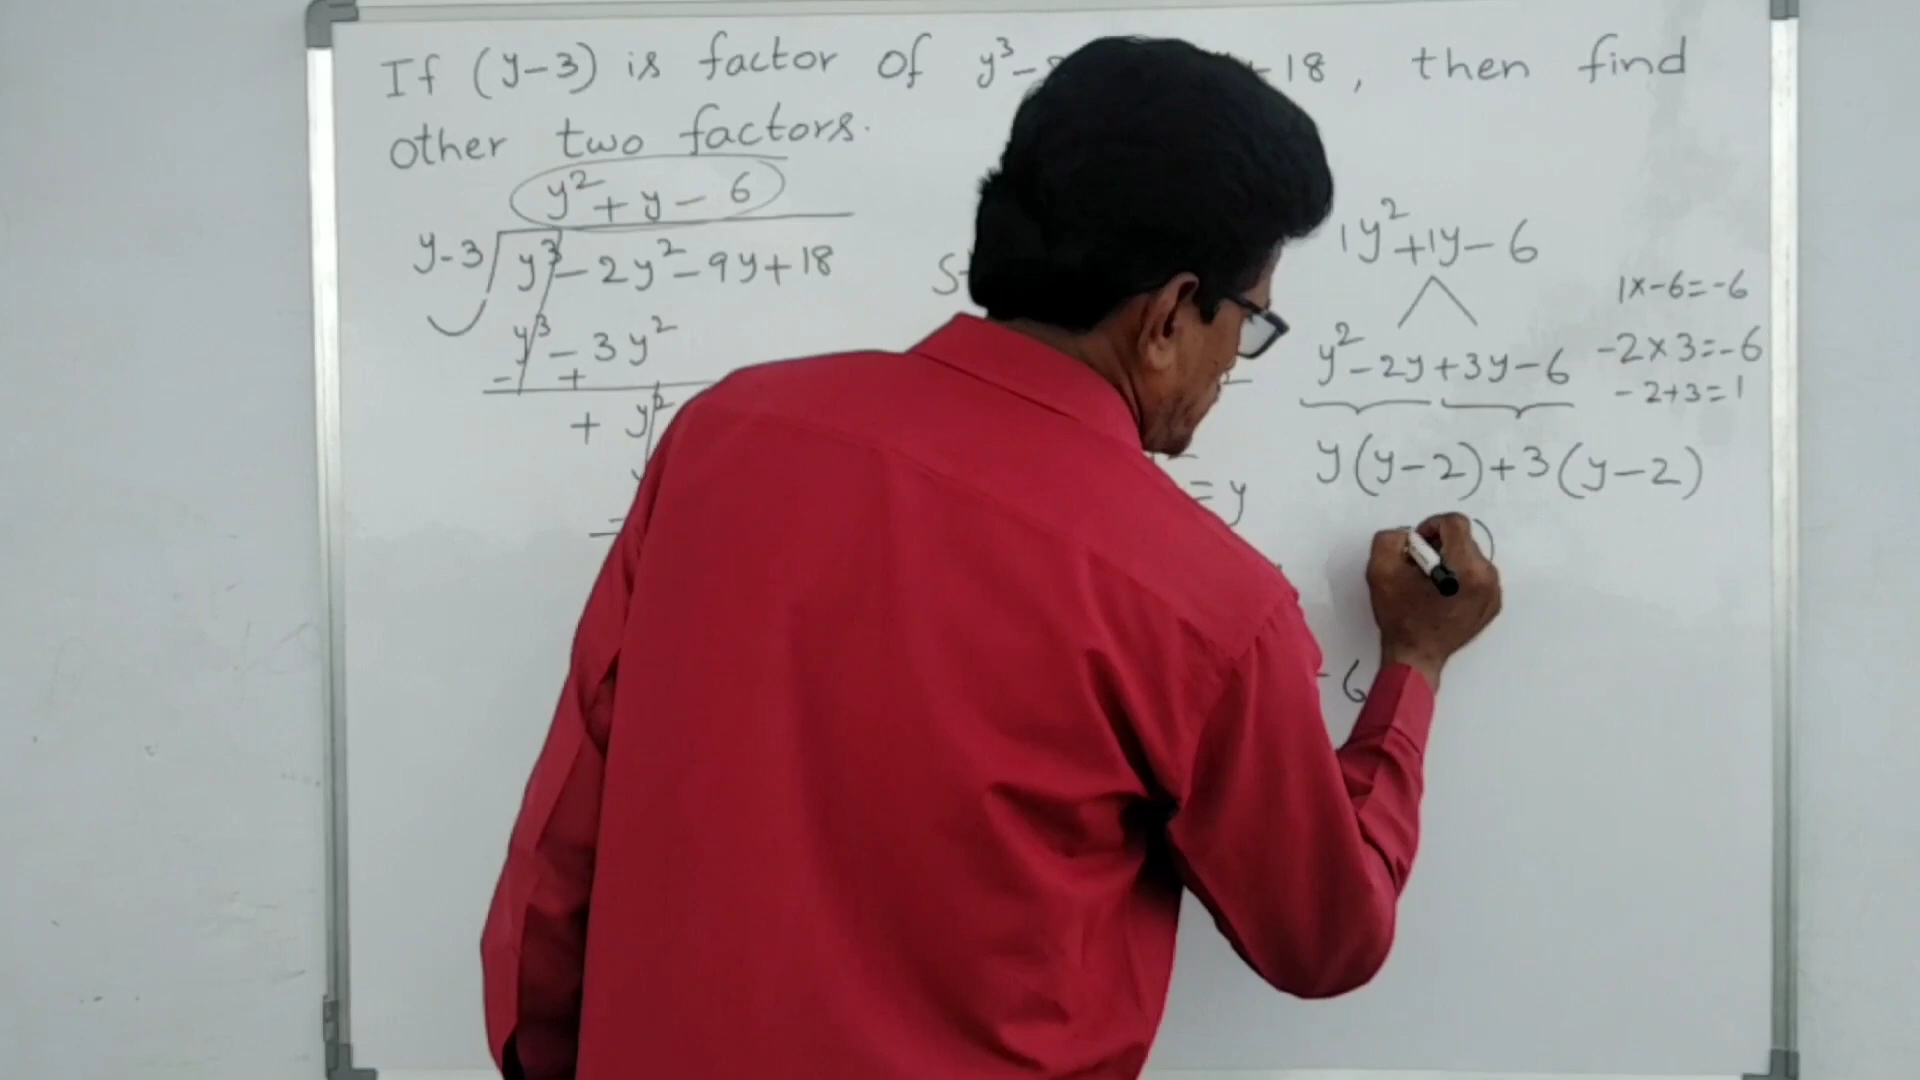 If (y-3) is factor of y³- 18, then find
other two factors.
y²+y-6
y-3 y³-2y²-9y+18
y³-3y²
- +
+ y²
=y
-6
1y²+1y-6
1x-6=-6
y²-2y+3y-6
-2x3=-6
-2+3=1
y(y-2)+3(y-2)